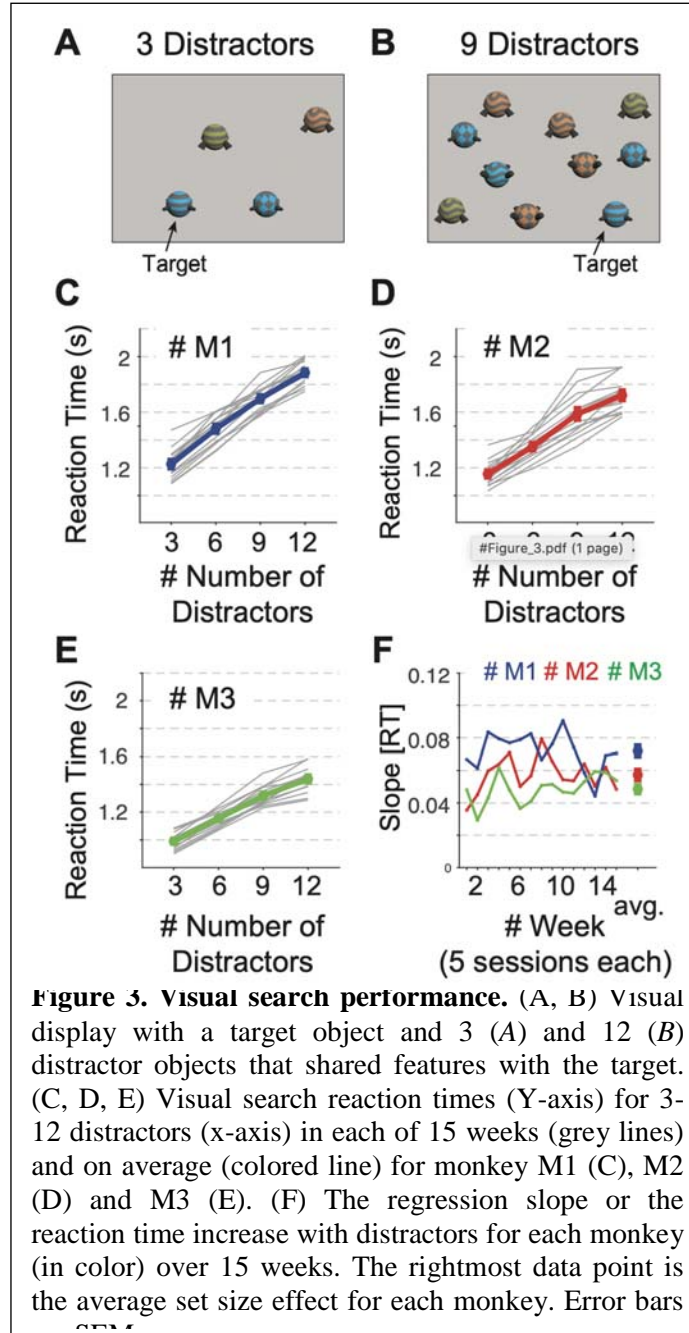 A 3 Distractors
B 9 Distractors
Target
Target
C
D
Reaction Time (s)
2
1.6
1.2
# M1
3 6 9 12
# Number of
Distractors
Reaction Time (s)
2
1.6
1.2
# M2
#Figure_3.pdf (1 page)
# Number of
Distractors
E
F
Reaction Time (s)
2
1.6
1.2
# M3
3 6 9 12
# Number of
Distractors
Slope [RT]
0.12
0.08
0.04
0
# M1 # M2 # M3
2 6 10 14 avg.
# Week
(5 sessions each)
Figure 3. Visual search performance. (A, B) Visual
display with a target object and 3 (A) and 12 (B)
distractor objects that shared features with the target.
(C, D, E) Visual search reaction times (Y-axis) for 3-
12 distractors (x-axis) in each of 15 weeks (grey lines)
and on average (colored line) for monkey M1 (C), M2
(D) and M3 (E). (F) The regression slope or the
reaction time increase with distractors for each monkey
(in color) over 15 weeks. The rightmost data point is
the average set size effect for each monkey. Error bars